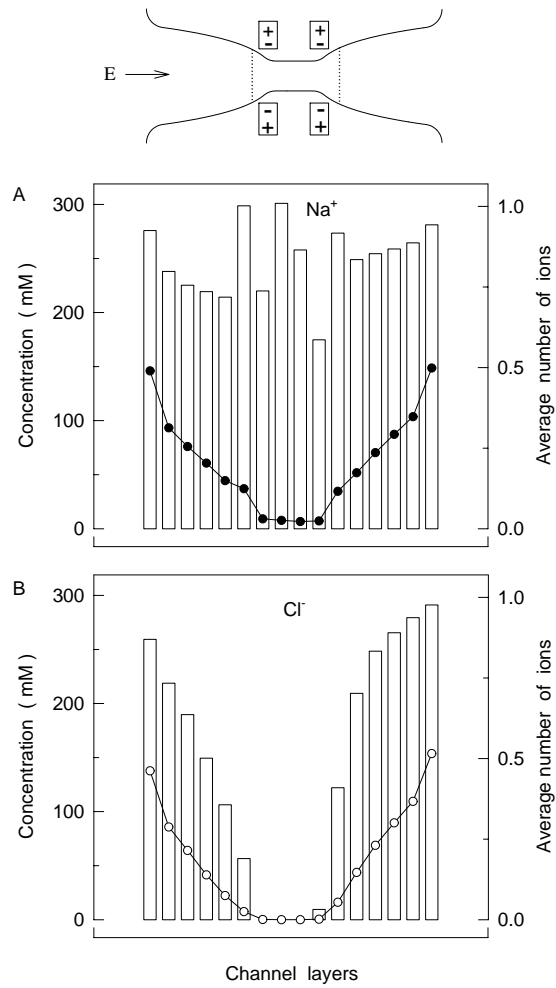 E
+ +
- -
- -
+ +
A
Na+
300
200
100
0
Concentration ( mM )
1.0
0.5
0.0
Average number of ions
B
Cl-
300
200
100
0
Concentration ( mM )
1.0
0.5
0.0
Average number of ions
Channel layers